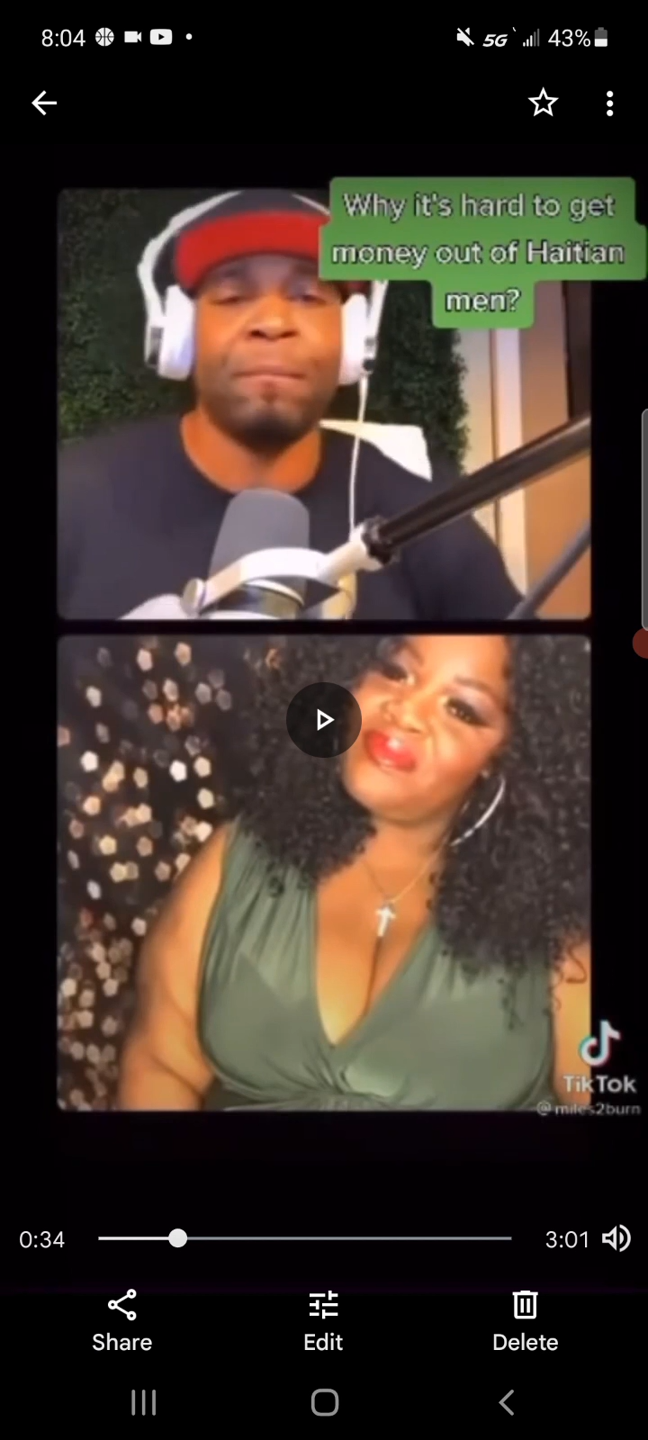 8:04
5G
43%
Why it's hard to get
money out of Haitian
men?
TikTok
@miles2burn
0:34
3:01
Share
Edit
Delete